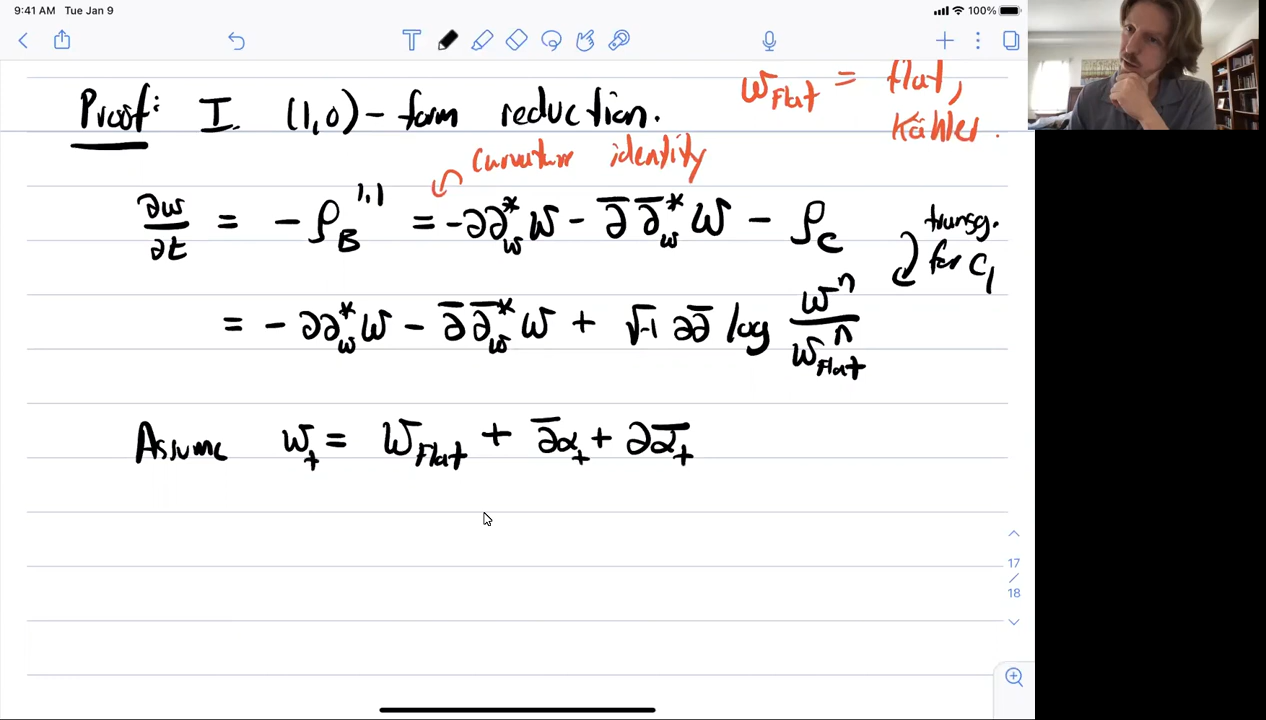 9:41 AM Tue Jan 9
100%
Proof: I. (1,0)-form reduction.
ω_Flat = flat, Kähler.
curvature identity
∂ω/∂t = -ρ_B^{1,1} = -∂∂*_ω ω - ∂̄∂̄*_ω ω - ρ_C
transg. for c_1
= -∂∂*_ω ω - ∂̄∂̄*_ω ω + √-1 ∂∂̄ log ω^n / ω_Flat^n
Assume ω_t = ω_Flat + ∂̄α_t + ∂ᾱ_t
17
/
18